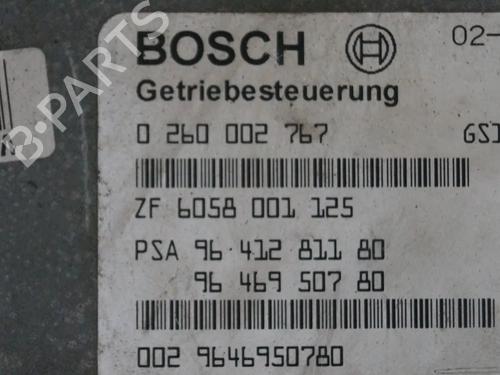 BOSCH 02-
Getriebesteuerung
0 260 002 767 GS1
ZF 6058 001 125
PSA 96 412 811 80
96 469 507 80
002 9646950780
B-PARTS